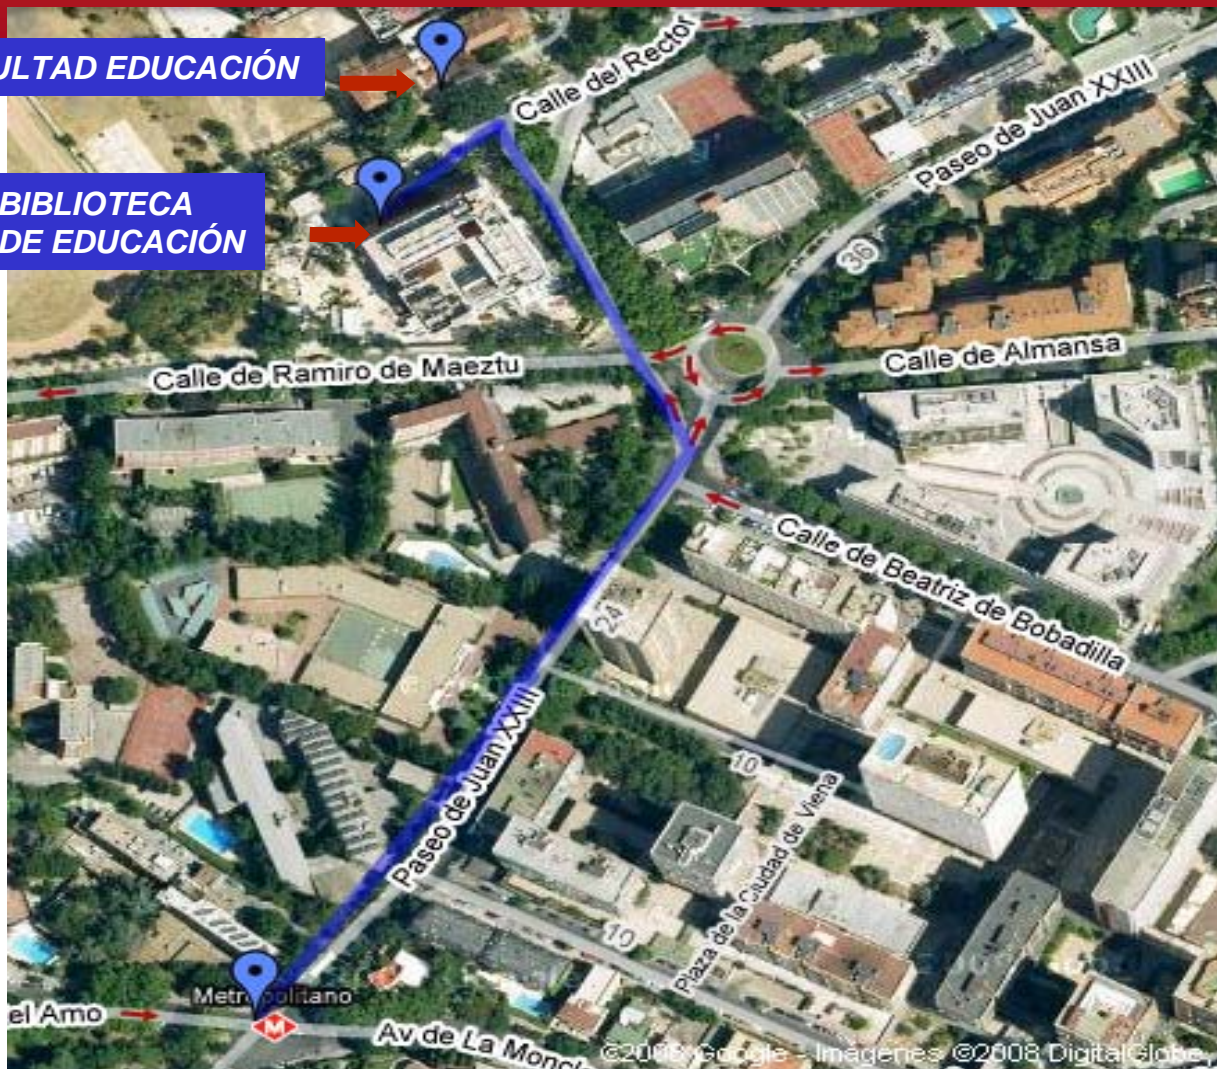 ULTAD EDUCACIÓN
Calle del Rector
Paseo de Juan XXIII
BIBLIOTECA
DE EDUCACIÓN
36
Calle de Ramiro de Maeztu
Calle de Almansa
Calle de Beatriz de Bobadilla
24
Paseo de Juan XXIII
10
Plaza de la Ciudad de Viena
10
Metropolitano
el Amo
M
Av de La Moncl
©2008 Google - Imágenes ©2008 DigitalGlobe,